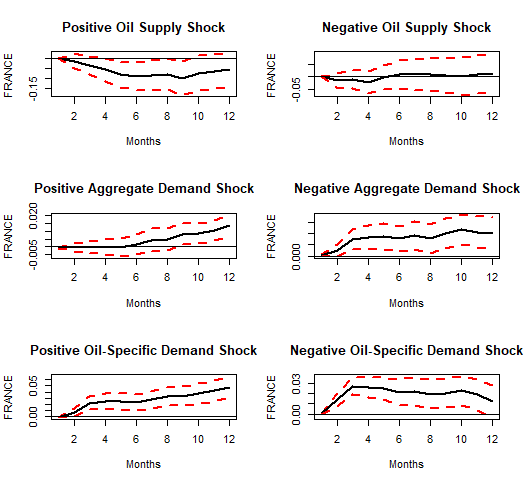 Positive Oil Supply Shock
FRANCE
-0.15
2 4 6 8 10 12
Months
Negative Oil Supply Shock
FRANCE
-0.05
2 4 6 8 10 12
Months
Positive Aggregate Demand Shock
FRANCE
-0.005 0.020
2 4 6 8 10 12
Months
Negative Aggregate Demand Shock
FRANCE
0.000
2 4 6 8 10 12
Months
Positive Oil-Specific Demand Shock
FRANCE
0.00 0.05
2 4 6 8 10 12
Months
Negative Oil-Specific Demand Shock
FRANCE
0.00 0.03
2 4 6 8 10 12
Months